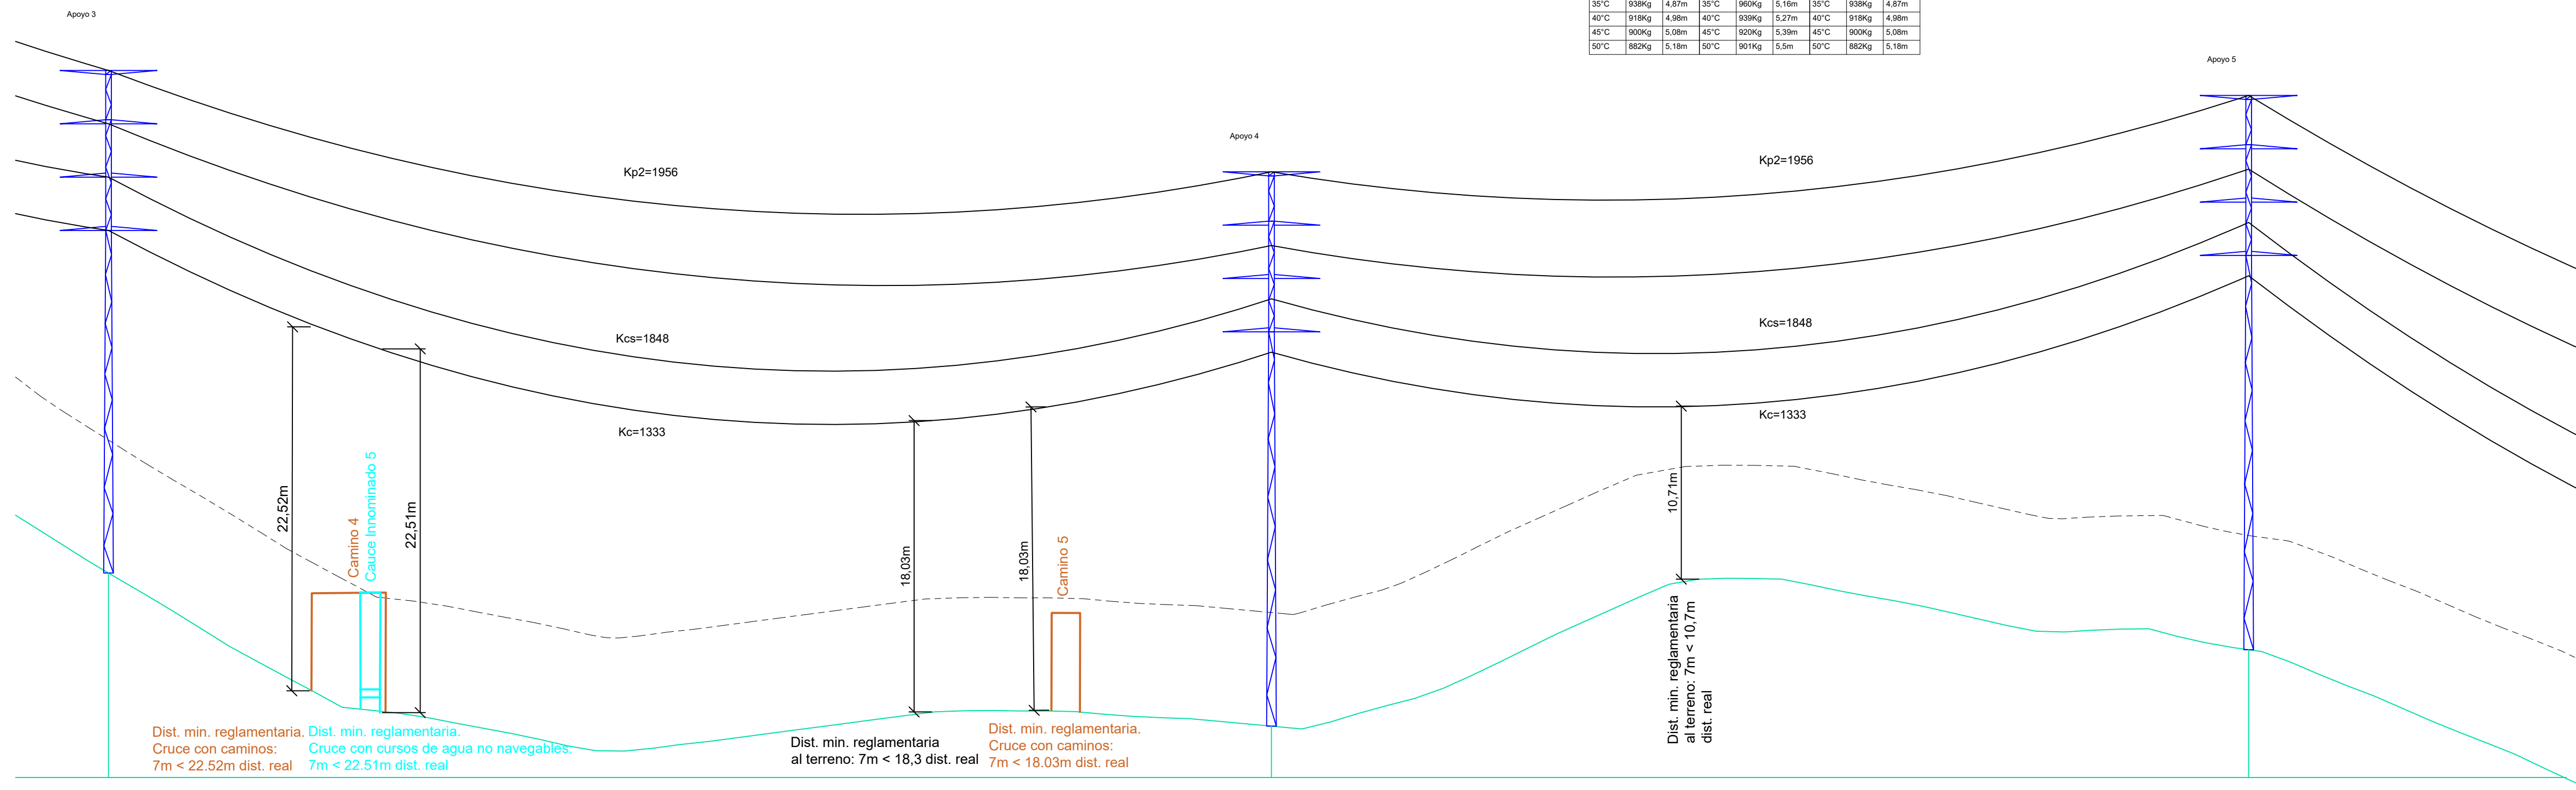 Apoyo 3
35°C 938Kg 4,87m 35°C 960Kg 5,16m 35°C 938Kg 4,87m
40°C 918Kg 4,98m 40°C 939Kg 5,27m 40°C 918Kg 4,98m
45°C 900Kg 5,08m 45°C 920Kg 5,39m 45°C 900Kg 5,08m
50°C 882Kg 5,18m 50°C 901Kg 5,5m 50°C 882Kg 5,18m
Apoyo 5
Apoyo 4
Kp2=1956
Kp2=1956
Kcs=1848
Kcs=1848
Kc=1333
Kc=1333
22,52m
Camino 4
Cauce Innominado 5
22,51m
18,03m
18,03m
Camino 5
10,71m
Dist. min. reglamentaria
al terreno: 7m < 10,7m
dist. real
Dist. min. reglamentaria.
Cruce con caminos:
7m < 22.52m dist. real
Dist. min. reglamentaria.
Cruce con cursos de agua no navegables:
7m < 22.51m dist. real
Dist. min. reglamentaria
al terreno: 7m < 18,3 dist. real
Dist. min. reglamentaria.
Cruce con caminos:
7m < 18.03m dist. real